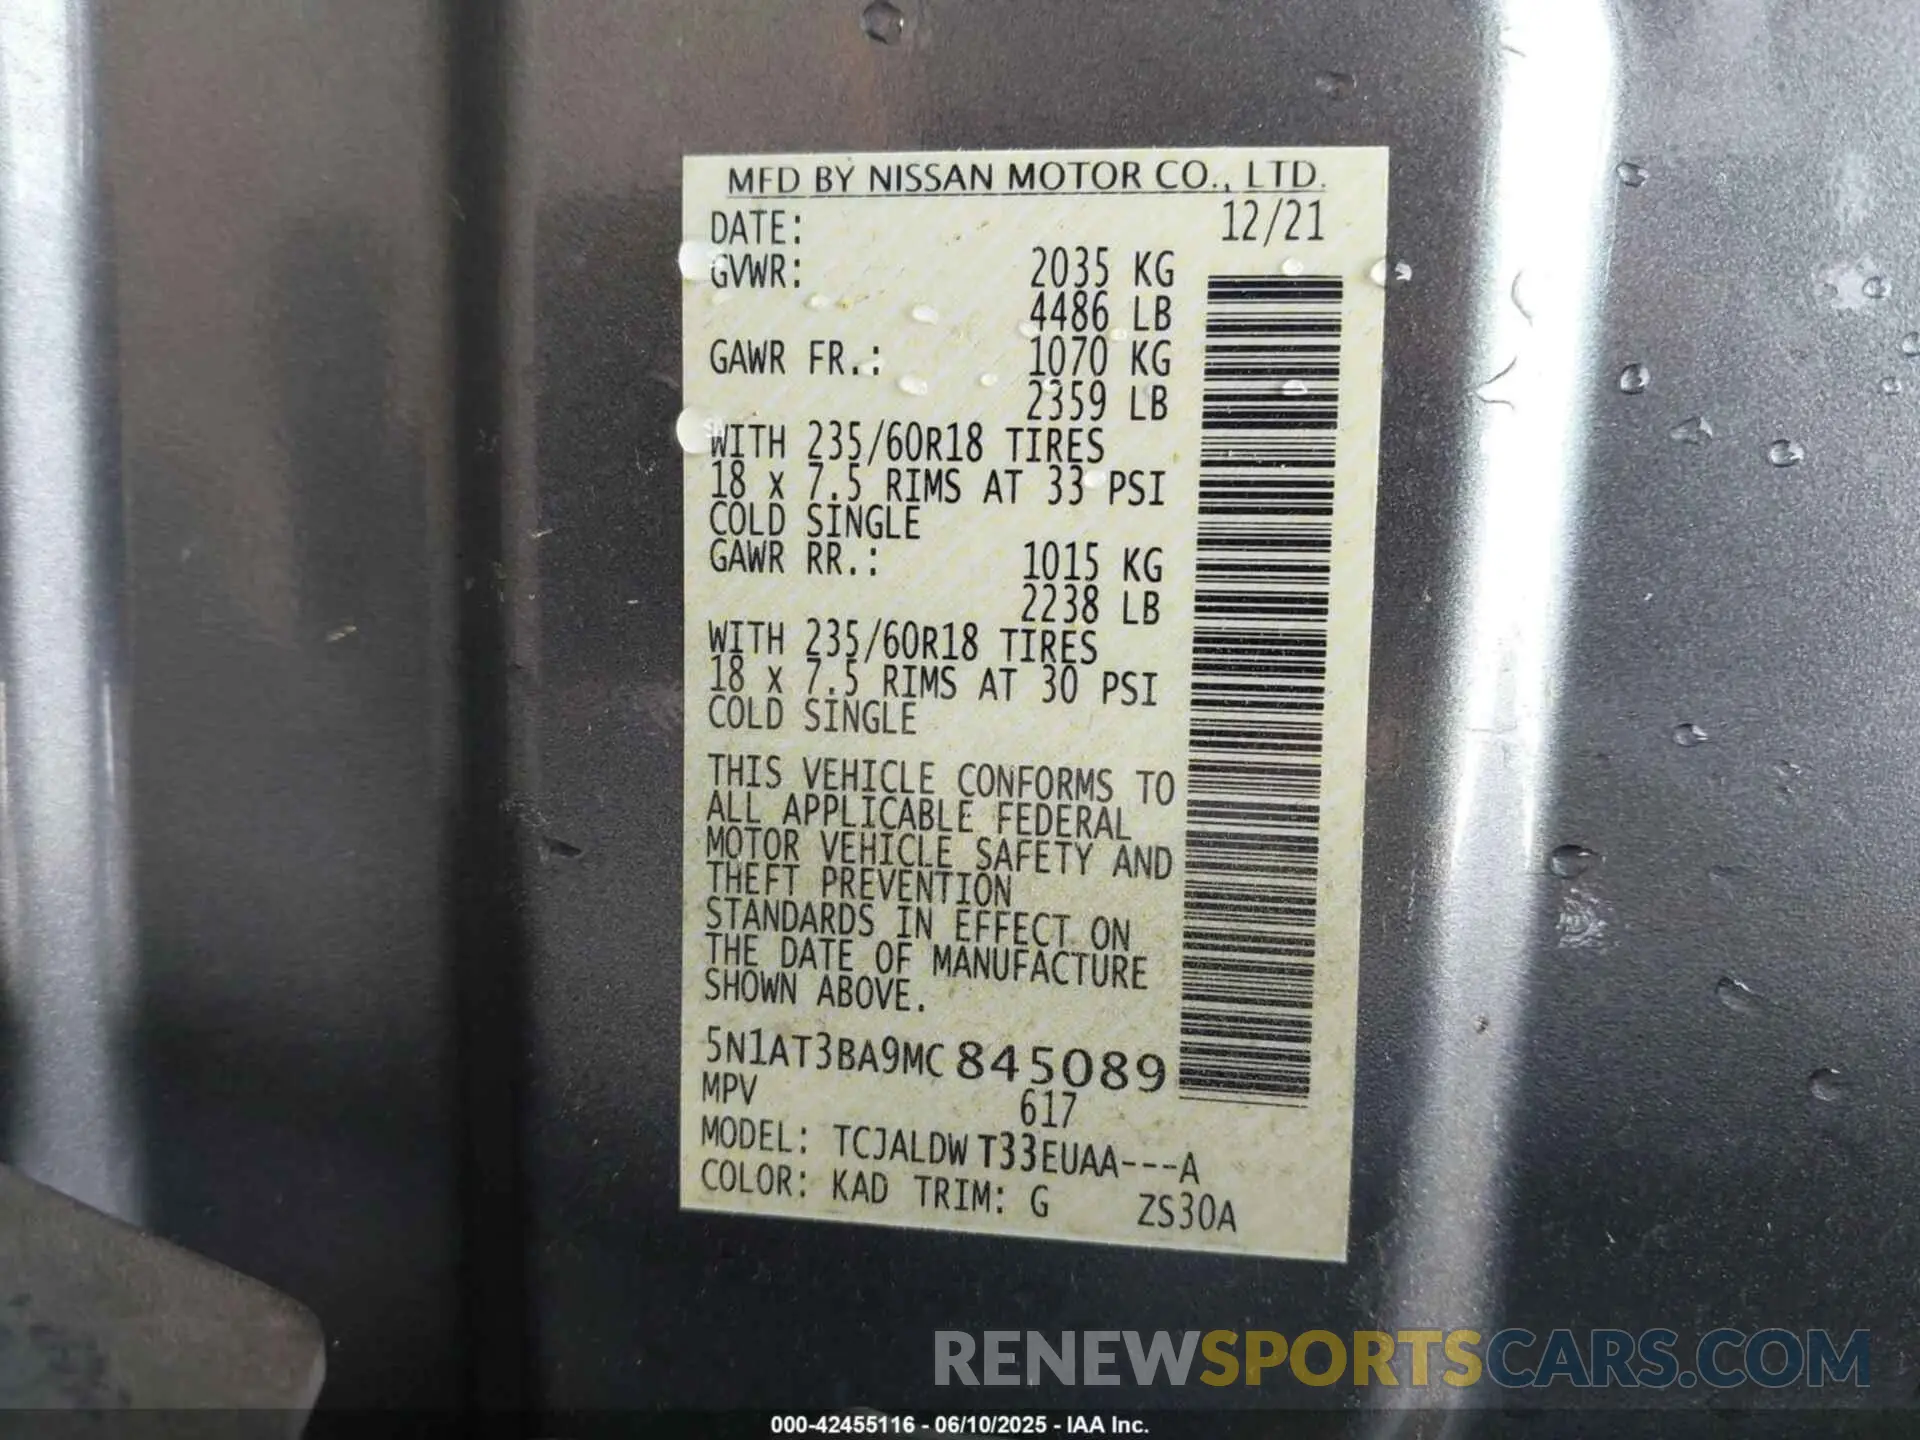 MFD BY NISSAN MOTOR CO., LTD.
DATE: 12/21
GVWR: 2035 KG
4486 LB
GAWR FR.: 1070 KG
2359 LB
WITH 235/60R18 TIRES
18 x 7.5 RIMS AT 33 PSI
COLD SINGLE
GAWR RR.: 1015 KG
2238 LB
WITH 235/60R18 TIRES
18 x 7.5 RIMS AT 30 PSI
COLD SINGLE
THIS VEHICLE CONFORMS TO
ALL APPLICABLE FEDERAL
MOTOR VEHICLE SAFETY AND
THEFT PREVENTION
STANDARDS IN EFFECT ON
THE DATE OF MANUFACTURE
SHOWN ABOVE.
5N1AT3BA9MC845089
MPV 617
MODEL: TCJALDW T33EUAA---A
COLOR: KAD TRIM: G ZS30A
RENEWSPORTSCARS.COM
000-42455116 - 06/10/2025 - IAA Inc.